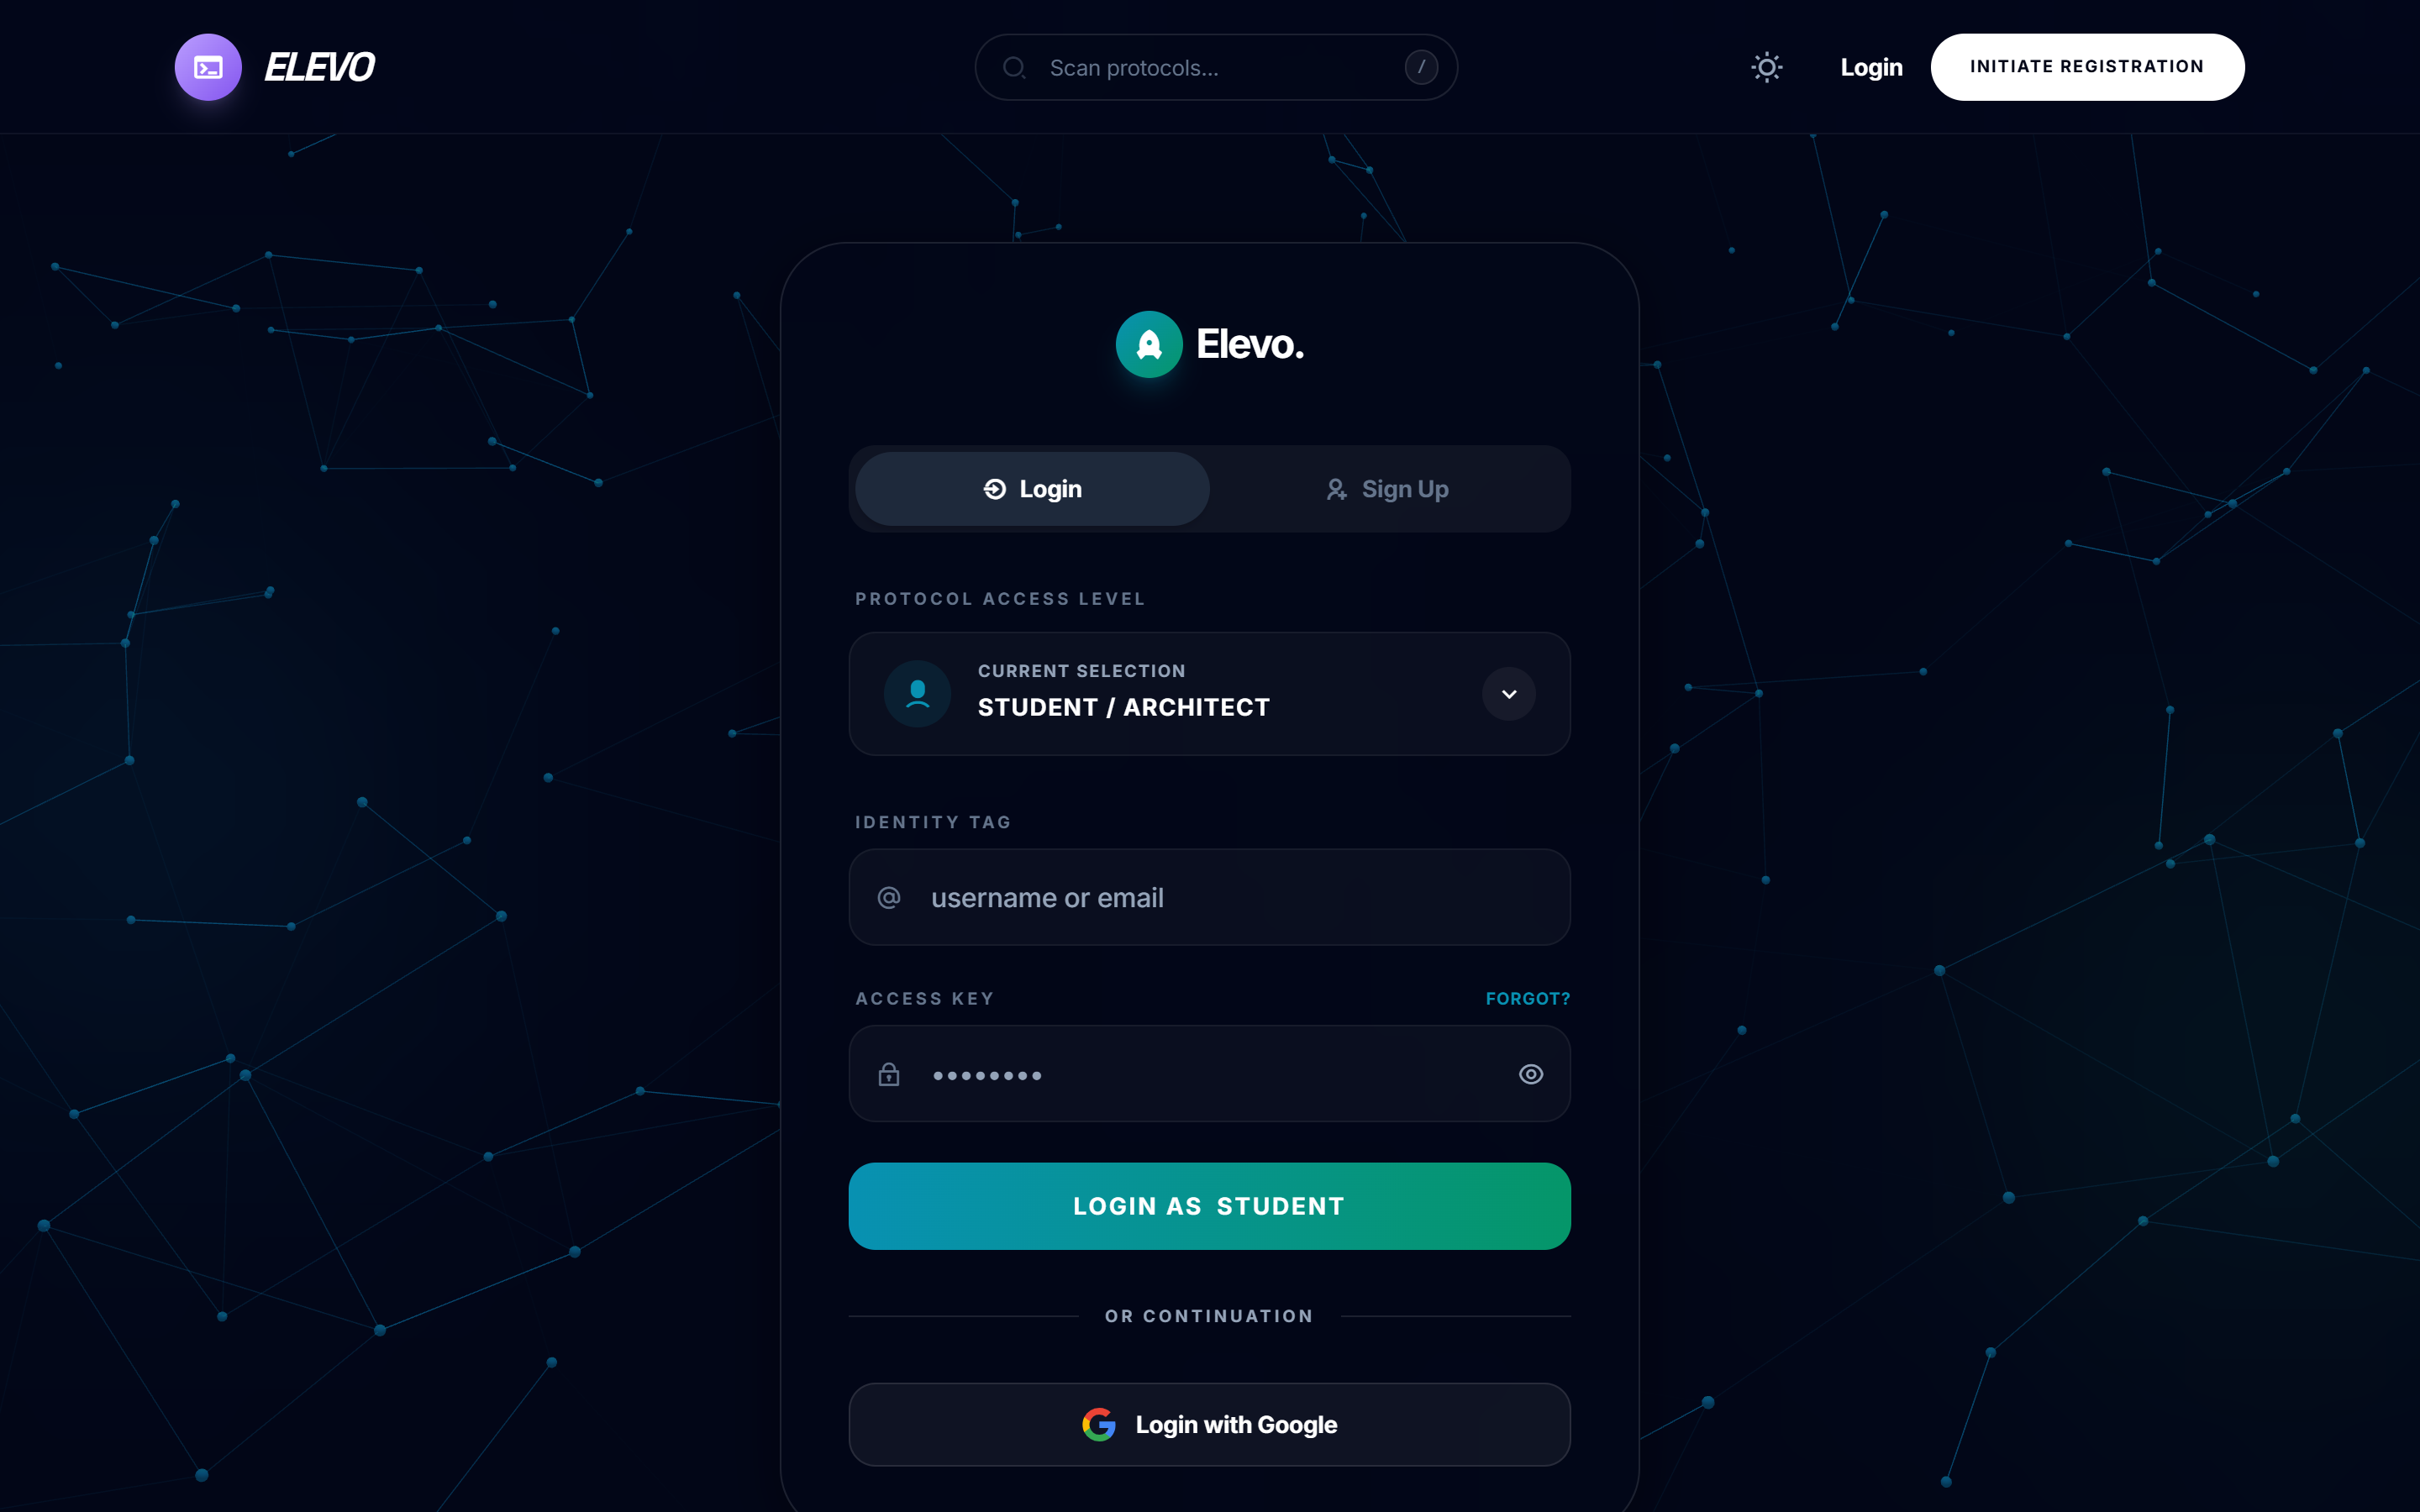 ELEVO
Scan protocols...
/
Login
INITIATE REGISTRATION
Elevo.
Login
Sign Up
PROTOCOL ACCESS LEVEL
CURRENT SELECTION
STUDENT / ARCHITECT
IDENTITY TAG
@ username or email
ACCESS KEY
FORGOT?
••••••••
LOGIN AS STUDENT
OR CONTINUATION
Login with Google